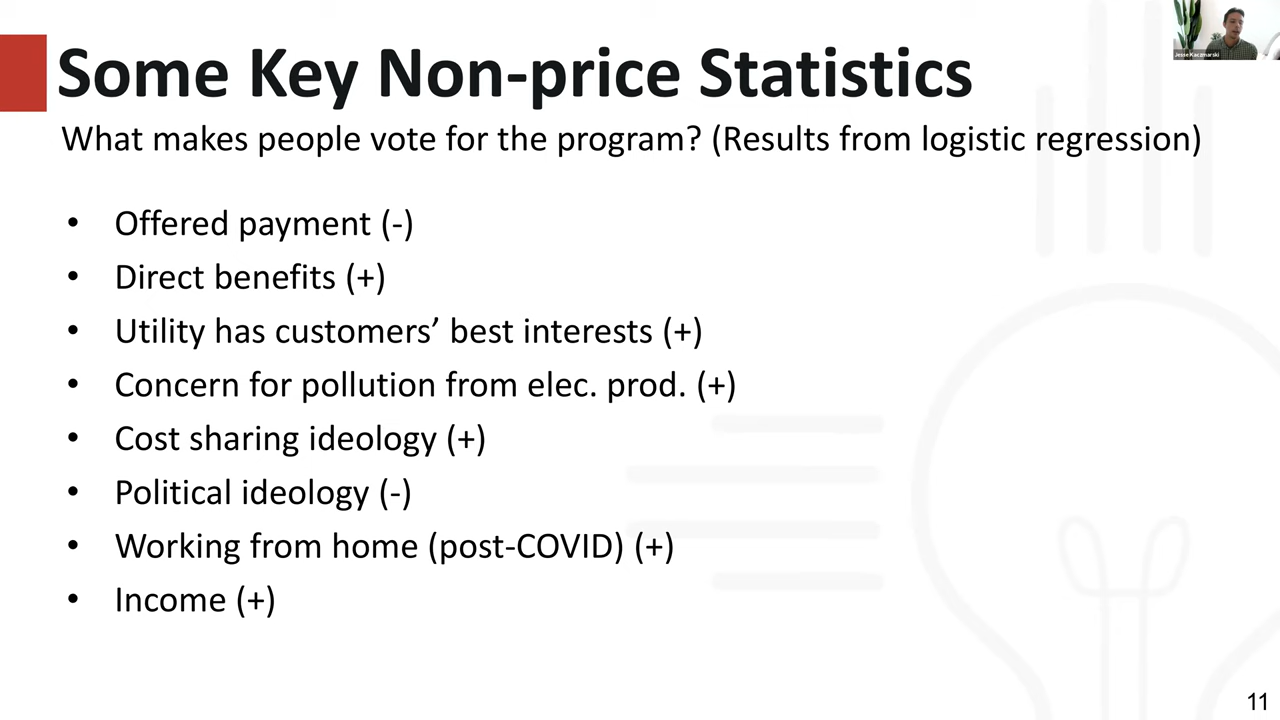 Some Key Non-price Statistics
What makes people vote for the program? (Results from logistic regression)
• Offered payment (-)
• Direct benefits (+)
• Utility has customers’ best interests (+)
• Concern for pollution from elec. prod. (+)
• Cost sharing ideology (+)
• Political ideology (-)
• Working from home (post-COVID) (+)
• Income (+)
Jesse Kaczmarski
11